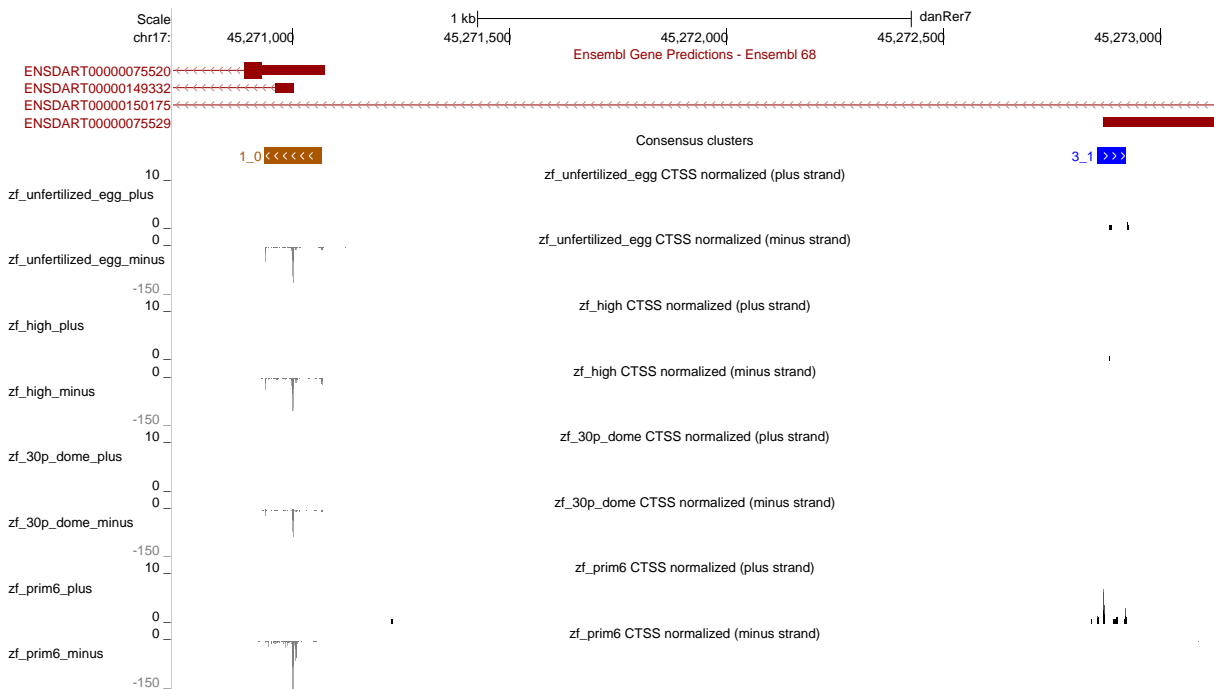 Scale 1 kb danRer7
chr17: 45,271,000 45,271,500 45,272,000 45,272,500 45,273,000
Ensembl Gene Predictions - Ensembl 68
ENSDART00000075520
ENSDART00000149332
ENSDART00000150175
ENSDART00000075529
Consensus clusters
1_0 3_1
10 zf_unfertilized_egg CTSS normalized (plus strand)
zf_unfertilized_egg_plus
0
0 zf_unfertilized_egg CTSS normalized (minus strand)
zf_unfertilized_egg_minus
-150
10 zf_high CTSS normalized (plus strand)
zf_high_plus
0
0 zf_high CTSS normalized (minus strand)
zf_high_minus
-150
10 zf_30p_dome CTSS normalized (plus strand)
zf_30p_dome_plus
0
0 zf_30p_dome CTSS normalized (minus strand)
zf_30p_dome_minus
-150
10 zf_prim6 CTSS normalized (plus strand)
zf_prim6_plus
0
0 zf_prim6 CTSS normalized (minus strand)
zf_prim6_minus
-150